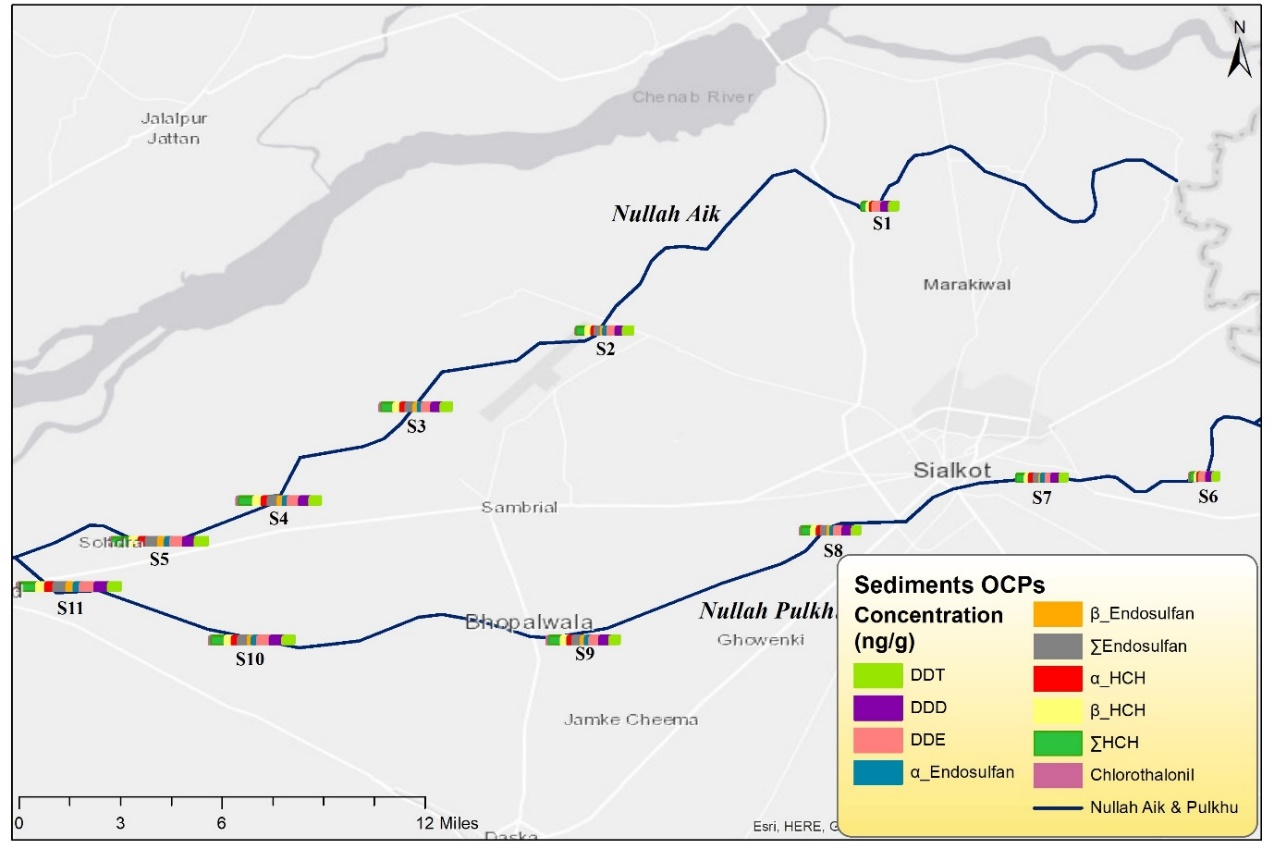 N
Chenab River
Jalalpur
Jattan
Nullah Aik
S1
Marakiwal
S2
S3
Sialkot
S7
S6
S4
Sambrial
S8
Sohdra
S5
S11
Nullah Pulkh
Bhopalwala
Ghowenki
S10
S9
Jamke Cheema
Daska
0 3 6 12 Miles
Esri, HERE, G
Sediments OCPs
Concentration
(ng/g)
DDT
DDD
DDE
α_Endosulfan
β_Endosulfan
∑Endosulfan
α_HCH
β_HCH
∑HCH
Chlorothalonil
Nullah Aik & Pulkhu